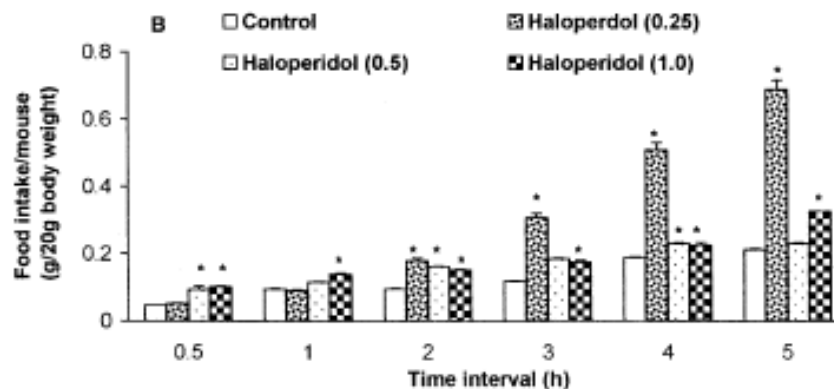 B
Control
Haloperdol (0.25)
Haloperidol (0.5)
Haloperidol (1.0)
Food intake/mouse
(g/20g body weight)
0.8
0.6
0.4
0.2
0
* * * * * * * * * * * * * *
0.5 1 2 3 4 5
Time interval (h)